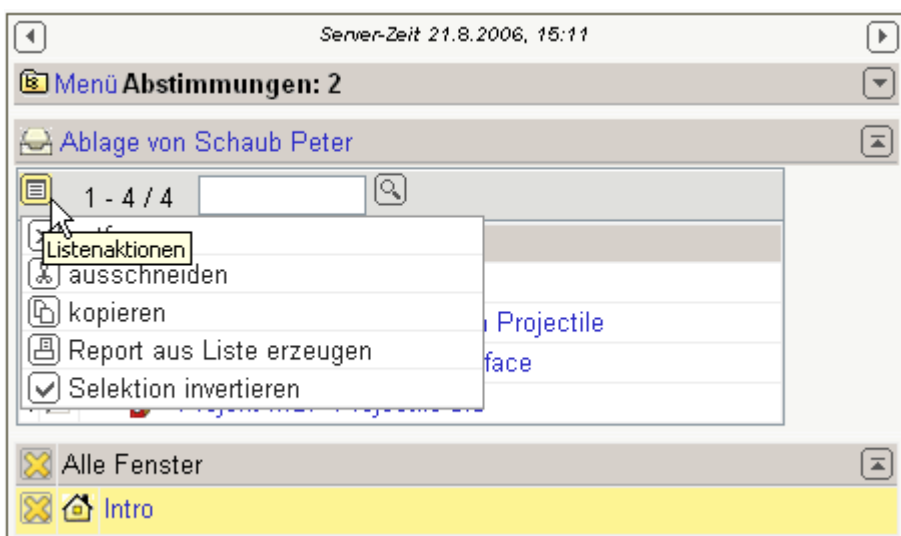 Server-Zeit 21.8.2006, 15:11
Menü Abstimmungen: 2
Ablage von Schaub Peter
1 - 4 / 4
Listenaktionen
ausschneiden
kopieren
Projectile
Report aus Liste erzeugen
face
Selektion invertieren
Alle Fenster
Intro